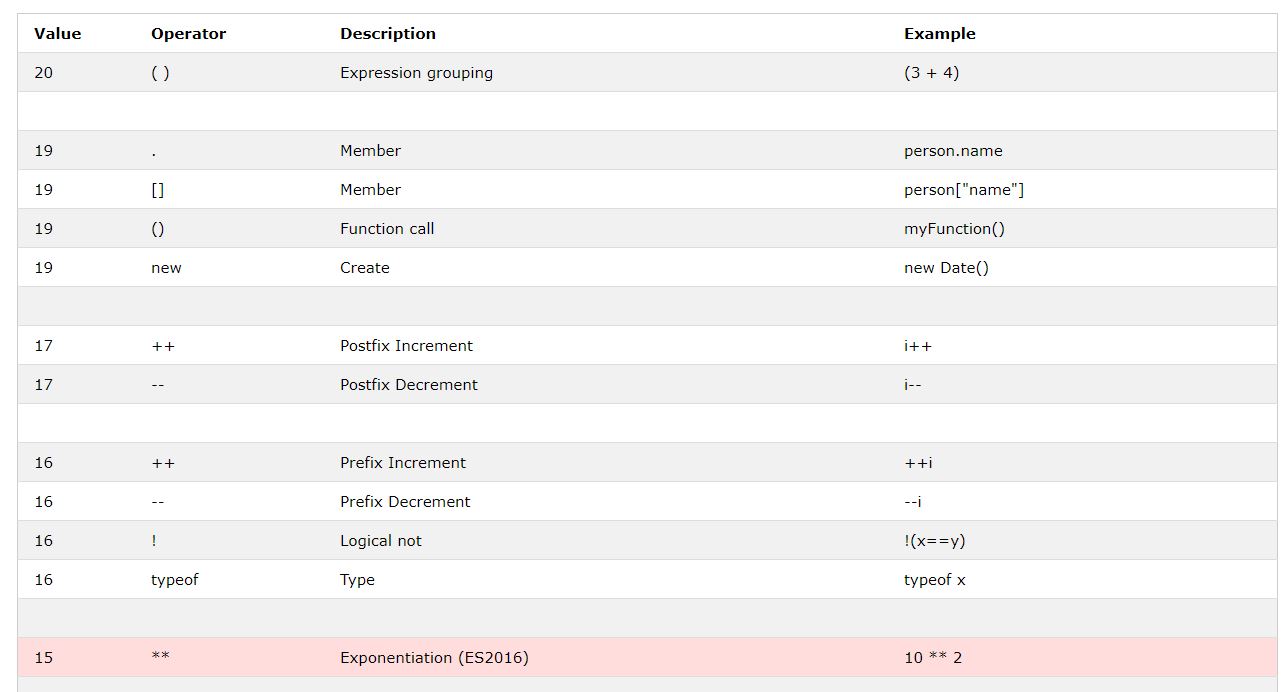 Value Operator Description Example
20 ( ) Expression grouping (3 + 4)
19 . Member person.name
19 [] Member person["name"]
19 () Function call myFunction()
19 new Create new Date()
17 ++ Postfix Increment i++
17 -- Postfix Decrement i--
16 ++ Prefix Increment ++i
16 -- Prefix Decrement --i
16 ! Logical not !(x==y)
16 typeof Type typeof x
15 ** Exponentiation (ES2016) 10 ** 2